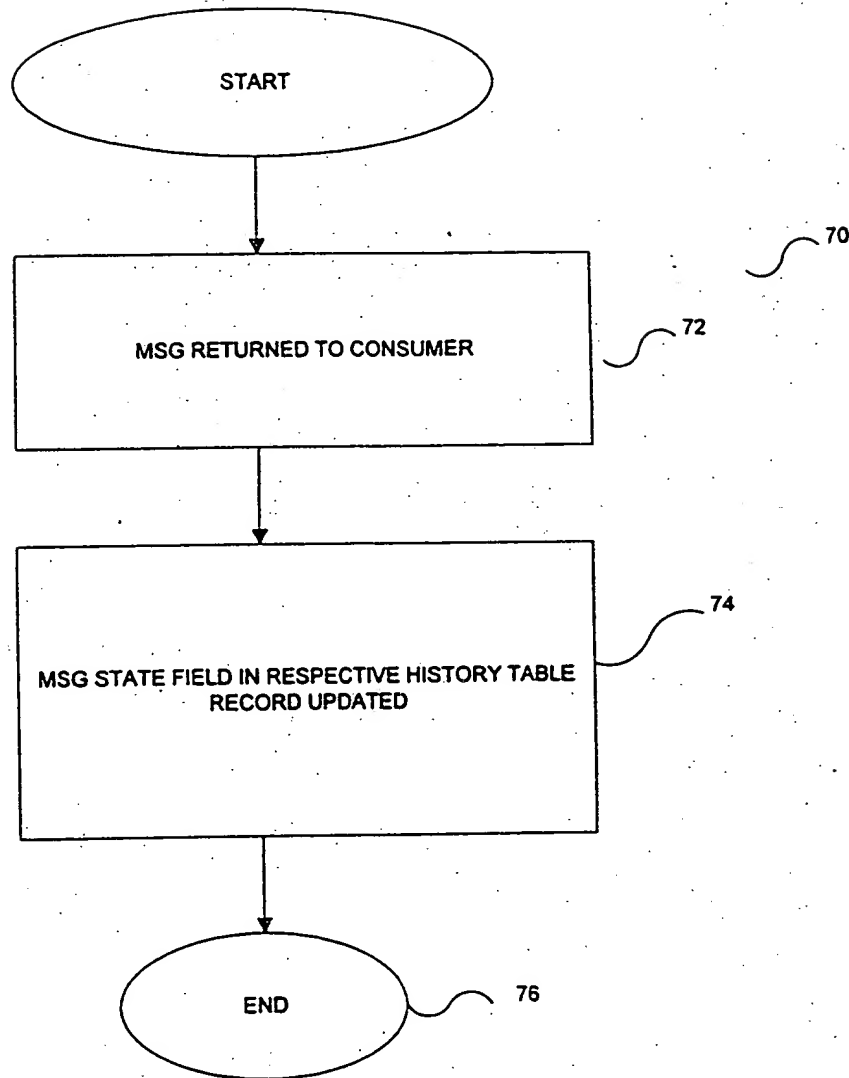 START
70
MSG RETURNED TO CONSUMER
72
MSG STATE FIELD IN RESPECTIVE HISTORY TABLE
RECORD UPDATED
74
END
76